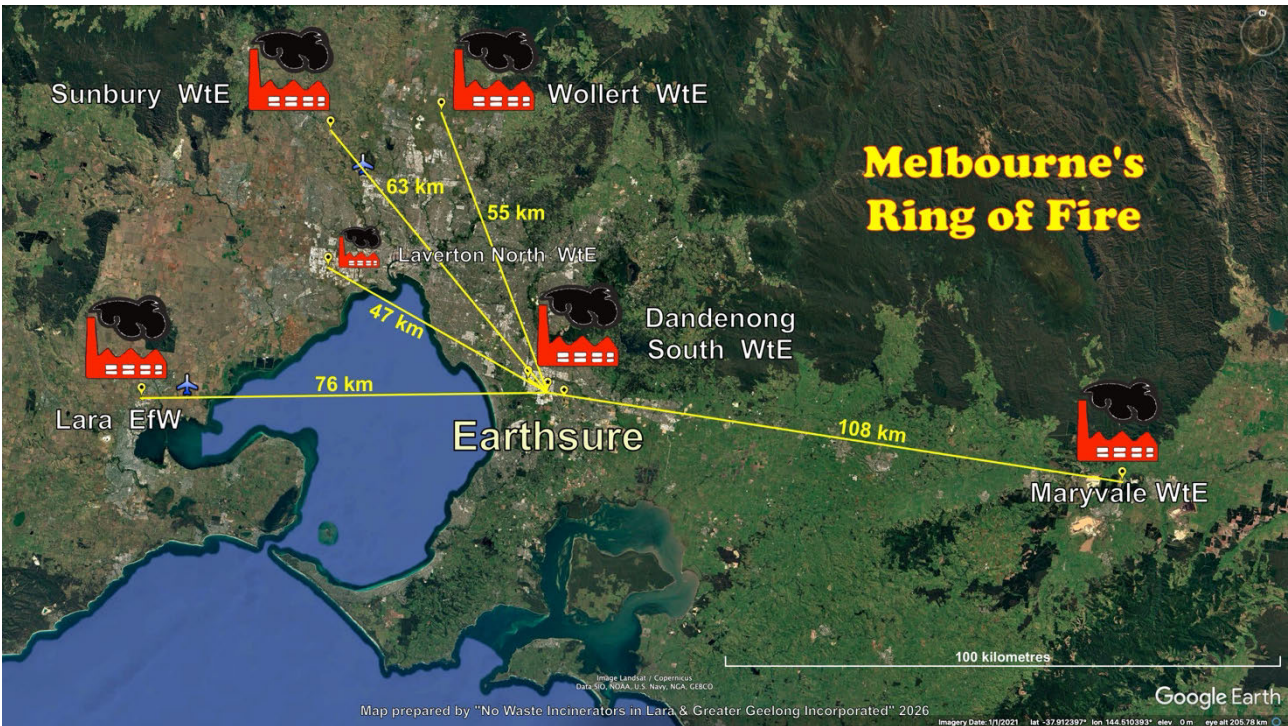 N
Sunbury WtE
Wollert WtE
Melbourne's
Ring of Fire
63 km
55 km
Laverton North WtE
47 km
Dandenong
South WtE
76 km
Lara EfW
Earthsure
108 km
Maryvale WtE
100 kilometres
Image Landsat / Copernicus
Data SIO, NOAA, U.S. Navy, NGA, GEBCO
Google Earth
Map prepared by "No Waste Incinerators in Lara & Greater Geelong Incorporated" 2026
Imagery Date: 1/1/2021 lat -37.912397° lon 144.510393° elev 0 m eye alt 205.78 km